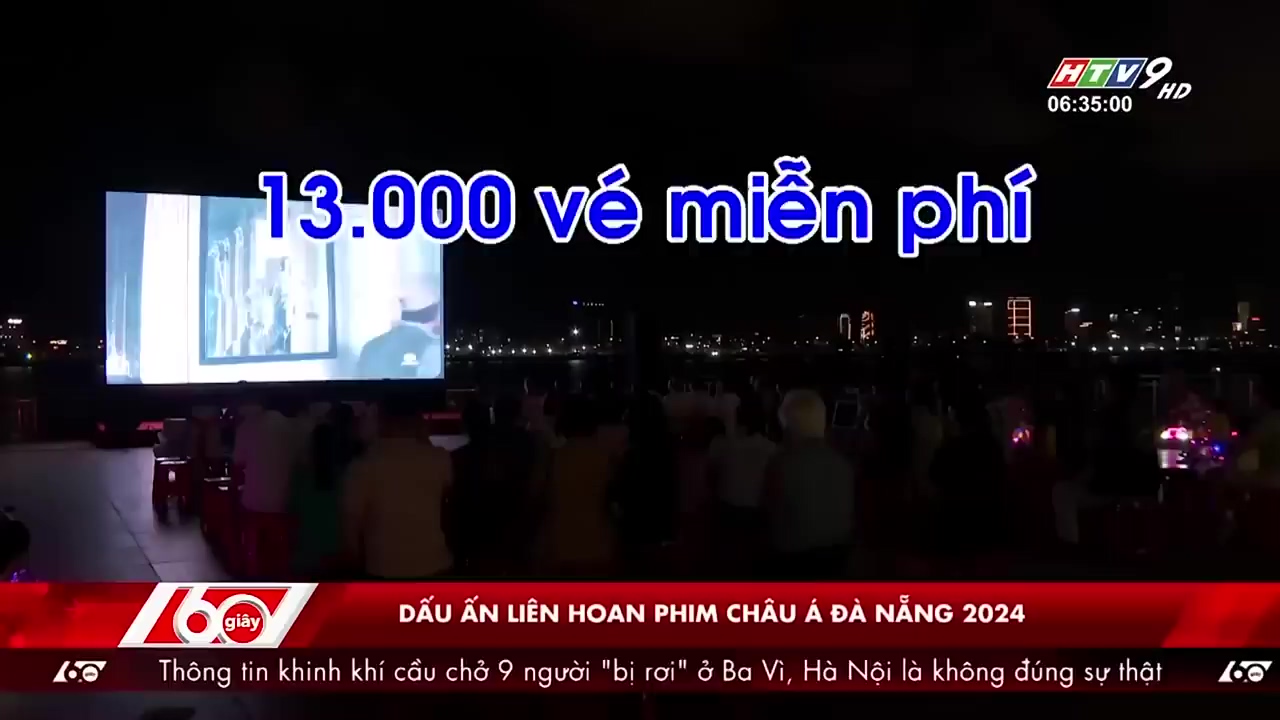 HTV9 HD
06:35:00
13.000 vé miễn phí
60 giây
DẤU ẤN LIÊN HOAN PHIM CHÂU Á ĐÀ NẴNG 2024
60 Thông tin khinh khí cầu chở 9 người "bị rơi" ở Ba Vì, Hà Nội là không đúng sự thật 60